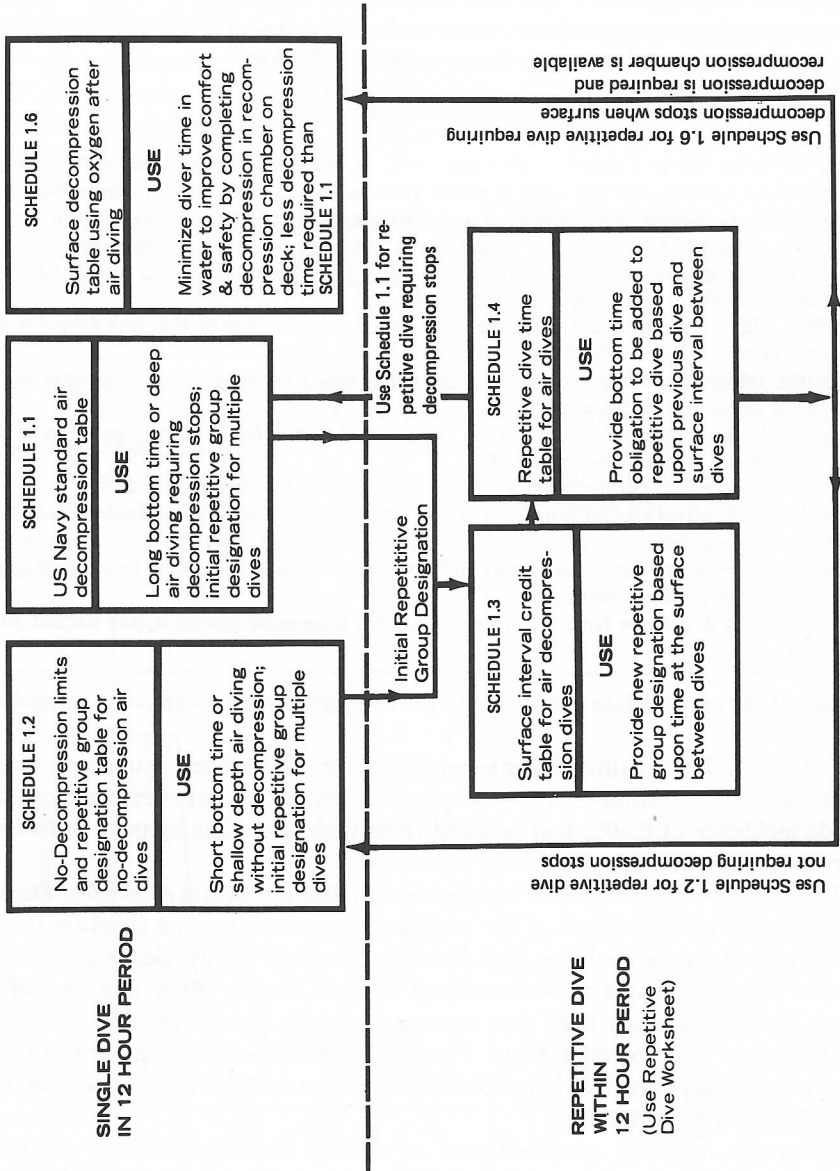 SINGLE DIVE
IN 12 HOUR PERIOD
SCHEDULE 1.2
No-Decompression limits
and repetitive group
designation table for
no-decompression air
dives
USE
Short bottom time or
shallow depth air diving
without decompression;
initial repetitive group
designation for multiple
dives
SCHEDULE 1.1
US Navy standard air
decompression table
USE
Long bottom time or deep
air diving requiring
decompression stops;
initial repetitive group
designation for multiple
dives
SCHEDULE 1.6
Surface decompression
table using oxygen after
air diving
USE
Minimize diver time in
water to improve comfort
& safety by completing
decompression in recom-
pression chamber on
deck; less decompression
time required than
SCHEDULE 1.1
Initial Repetitive
Group Designation
Use Schedule 1.1 for re-
petitive dive requiring
decompression stops
REPETITIVE DIVE
WITHIN
12 HOUR PERIOD
(Use Repetitive
Dive Worksheet)
Use Schedule 1.2 for repetitive dive
not requiring decompression stops
SCHEDULE 1.3
Surface interval credit
table for air decompres-
sion dives
USE
Provide new repetitive
group designation based
upon time at the surface
between dives
SCHEDULE 1.4
Repetitive dive time
table for air dives
USE
Provide bottom time
obligation to be added to
repetitive dive based
upon previous dive and
surface interval between
dives
Use Schedule 1.6 for repetitive dive requiring
decompression stops when surface
decompression is required and
recompression chamber is available